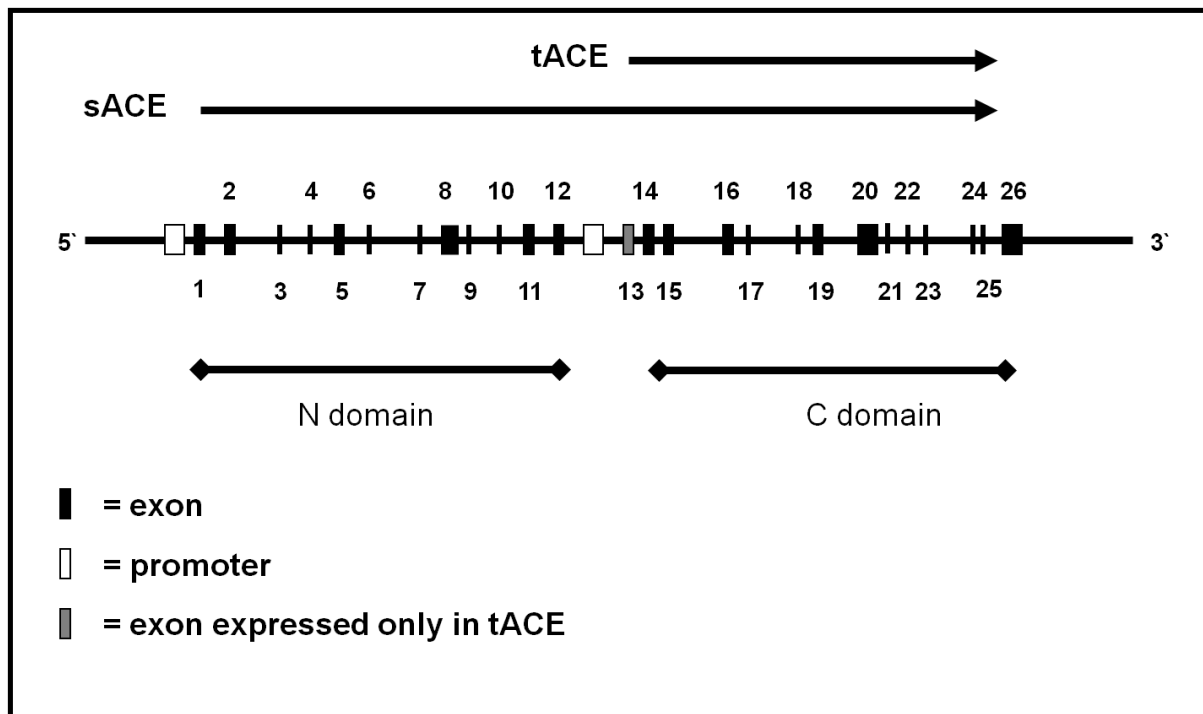 tACE
sACE
2 4 6 8 10 12 14 16 18 20 22 24 26
5` 3`
1 3 5 7 9 11 13 15 17 19 21 23 25
N domain C domain
= exon
= promoter
= exon expressed only in tACE